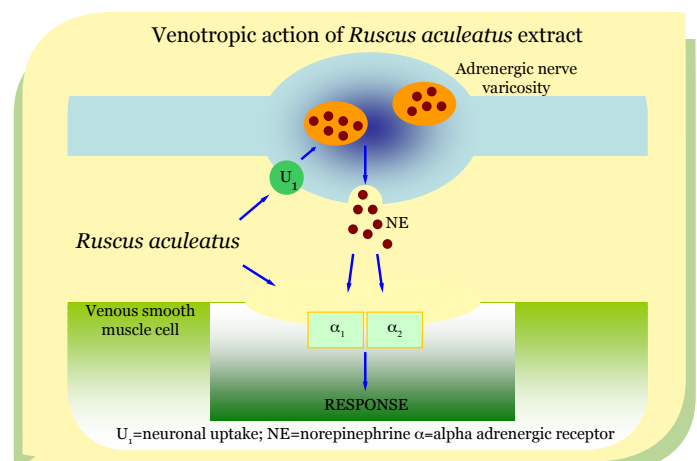 Venotropic action of Ruscus aculeatus extract
Adrenergic nerve
varicosity
U₁
NE
Ruscus aculeatus
Venous smooth
muscle cell
α₁
α₂
RESPONSE
U₁=neuronal uptake; NE=norepinephrine α=alpha adrenergic receptor